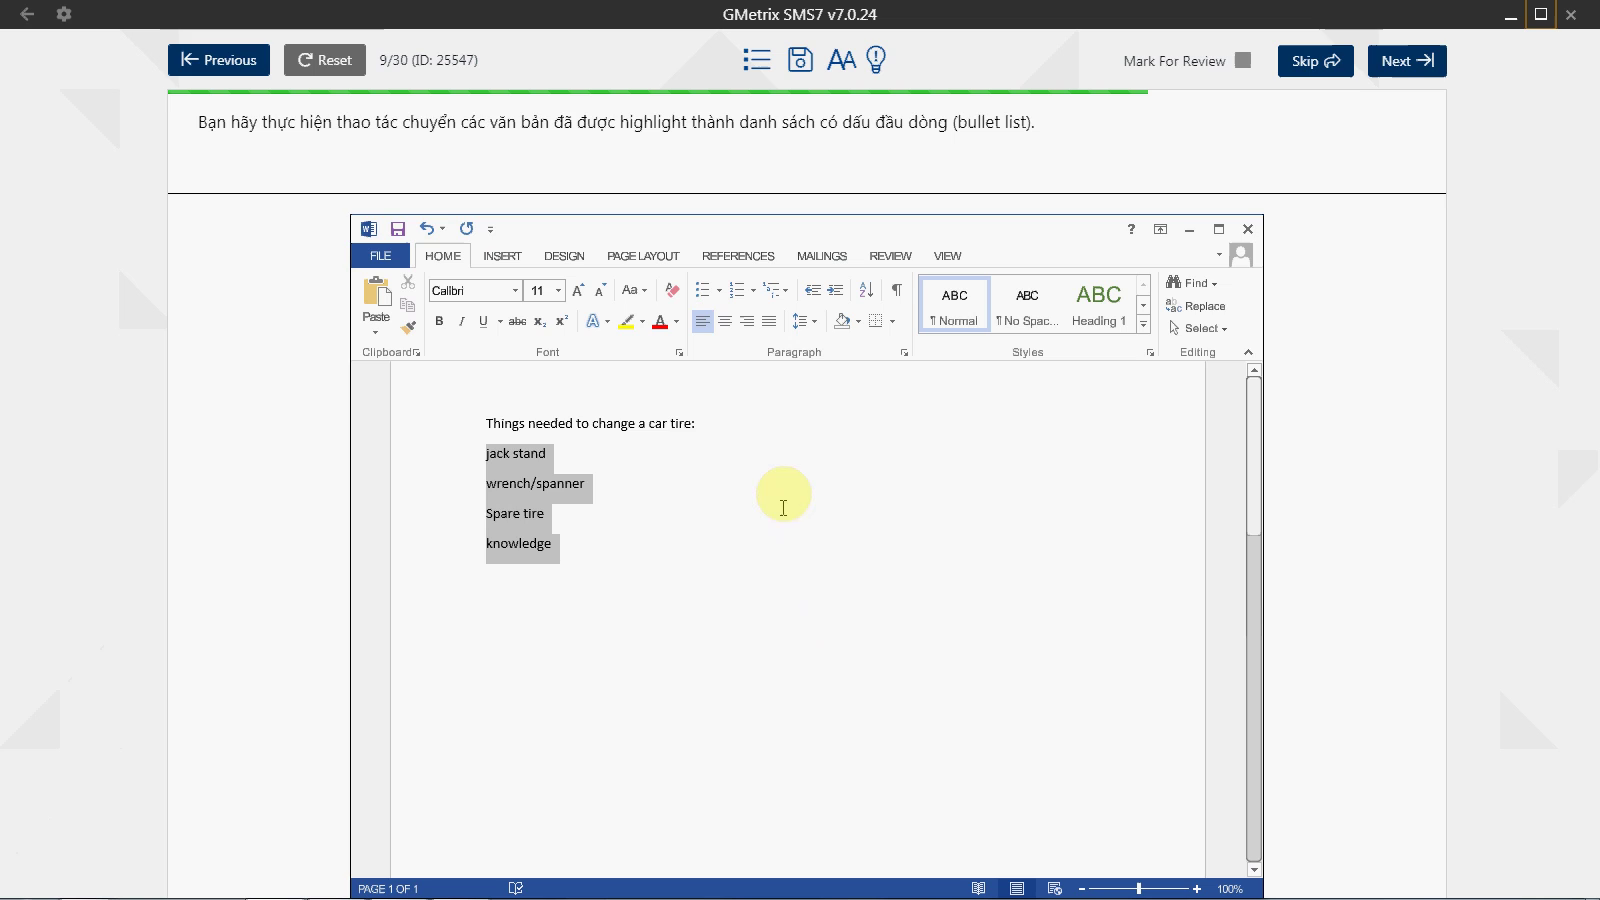 GMetrix SMS7 v7.0.24
Previous Reset 9/30 (ID: 25547) AA Mark For Review Skip Next
Bạn hãy thực hiện thao tác chuyển các văn bản đã được highlight thành danh sách có dấu đầu dòng (bullet list).
?
FILE HOME INSERT DESIGN PAGE LAYOUT REFERENCES MAILINGS REVIEW VIEW
Calibri 11 A A Aa ABC ABC ABC Find
Paste Replace
B I U abc X₂ X² A A ¶ Normal ¶ No Spac... Heading 1 Select
Clipboard Font Paragraph Styles Editing
Things needed to change a car tire:
jack stand
wrench/spanner
Spare tire
knowledge
PAGE 1 OF 1 100%